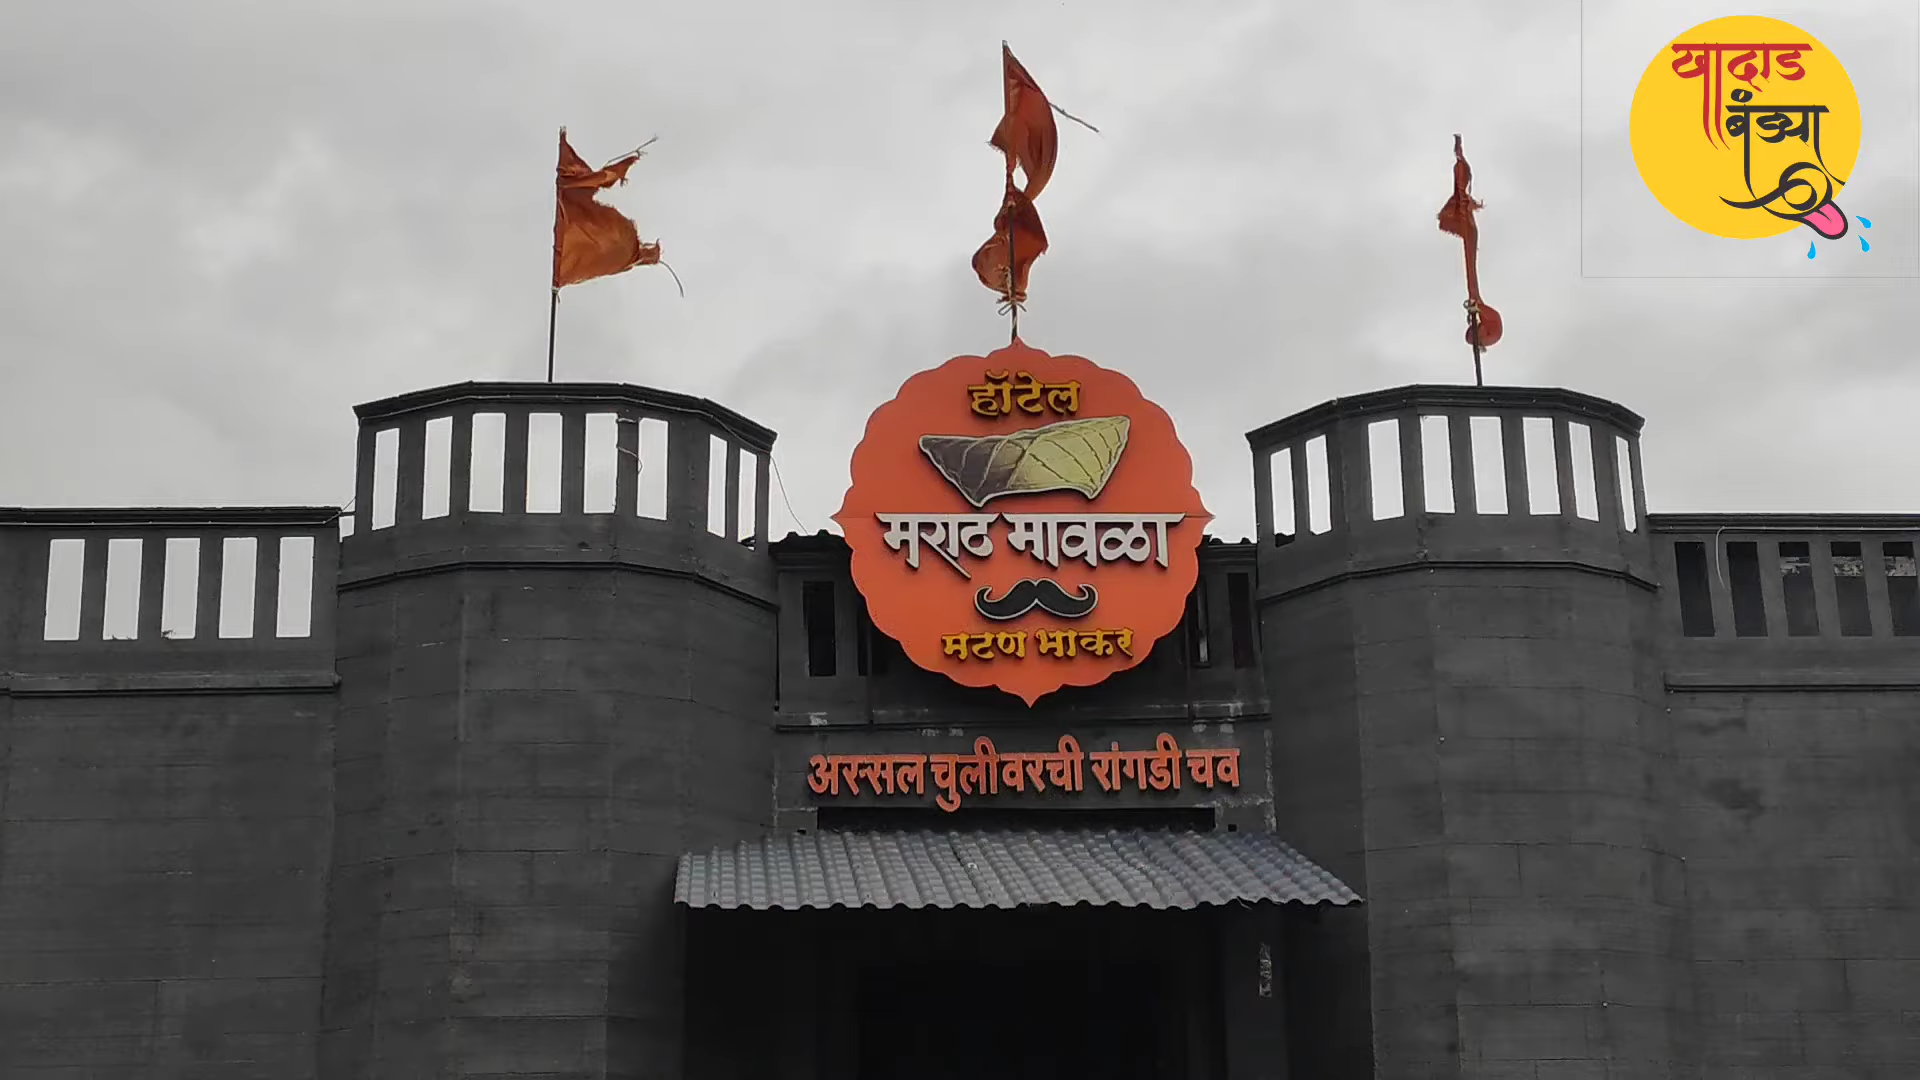 खादाड
बंड्या
हॉटेल
मराठ मावळा
मटण भाकर
अस्सल चुलीवरची रांगडी चव